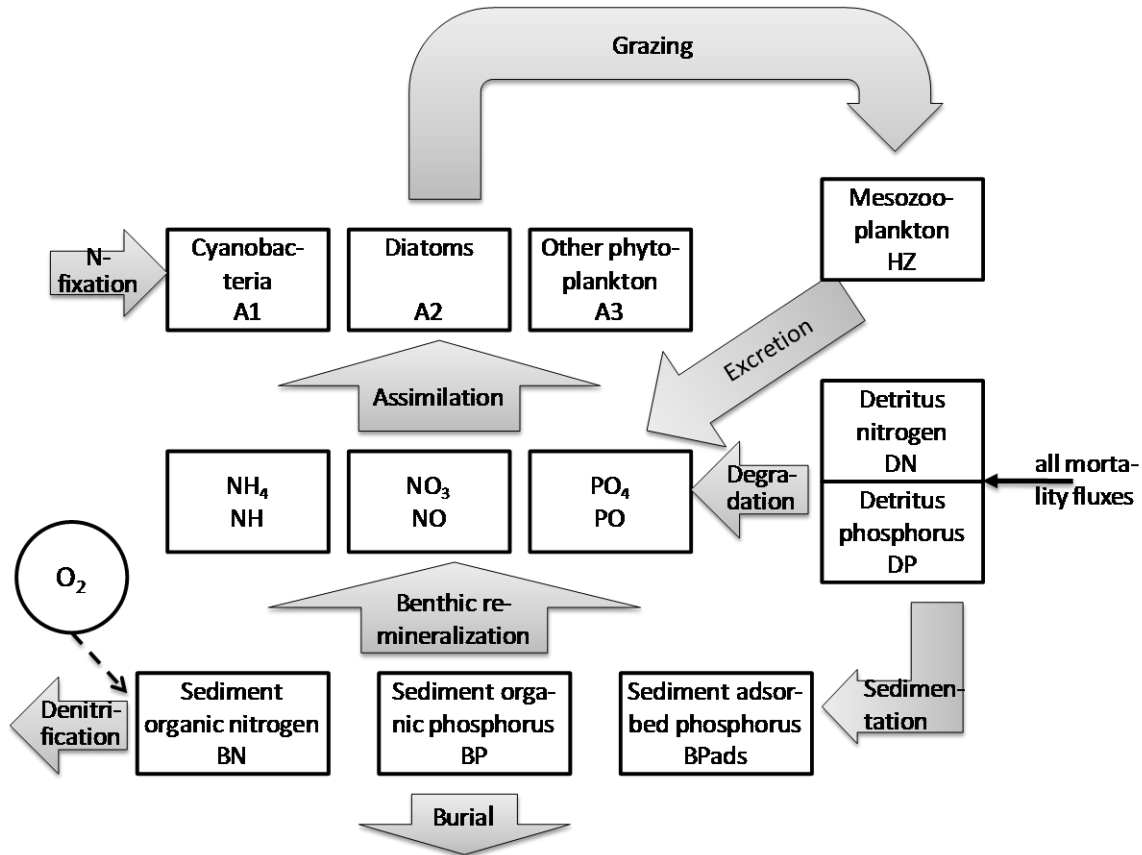 Grazing
Mesozoo-
plankton
HZ
N-
fixation
Cyanobac-
teria
A1
Diatoms
A2
Other phyto-
plankton
A3
Excretion
Assimilation
Detritus
nitrogen
DN
Detritus
phosphorus
DP
all morta-
lity fluxes
Degra-
dation
NH₄
NH
NO₃
NO
PO₄
PO
O₂
Benthic re-
mineralization
Sedimen-
tation
Denitri-
fication
Sediment
organic nitrogen
BN
Sediment orga-
nic phosphorus
BP
Sediment adsor-
bed phosphorus
BPads
Burial